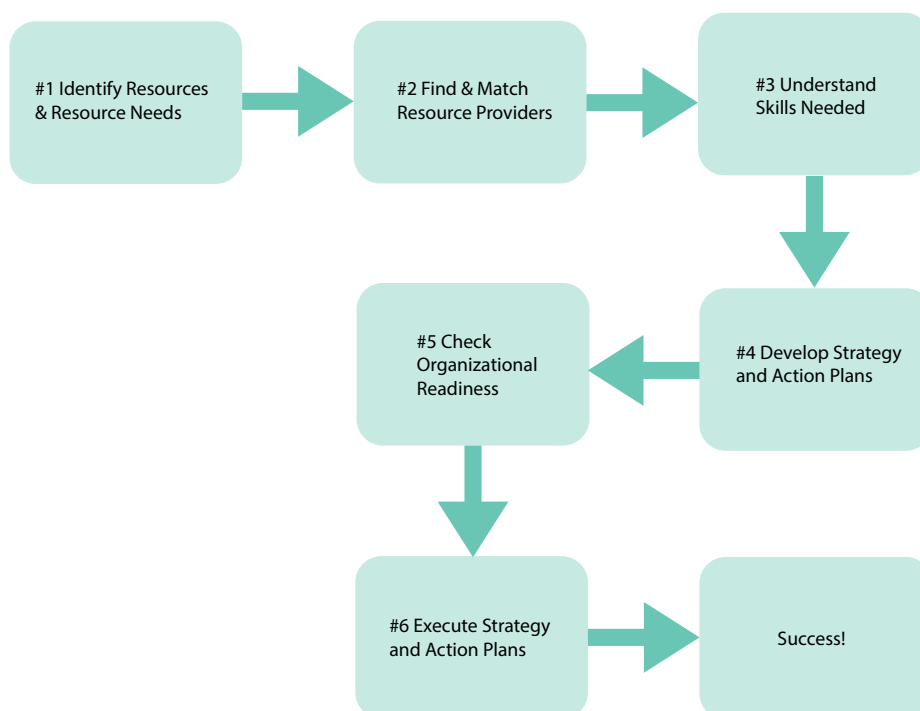 #1 Identify Resources
& Resource Needs
#2 Find & Match
Resource Providers
#3 Understand
Skills Needed
#4 Develop Strategy
and Action Plans
#5 Check
Organizational
Readiness
#6 Execute Strategy
and Action Plans
Success!